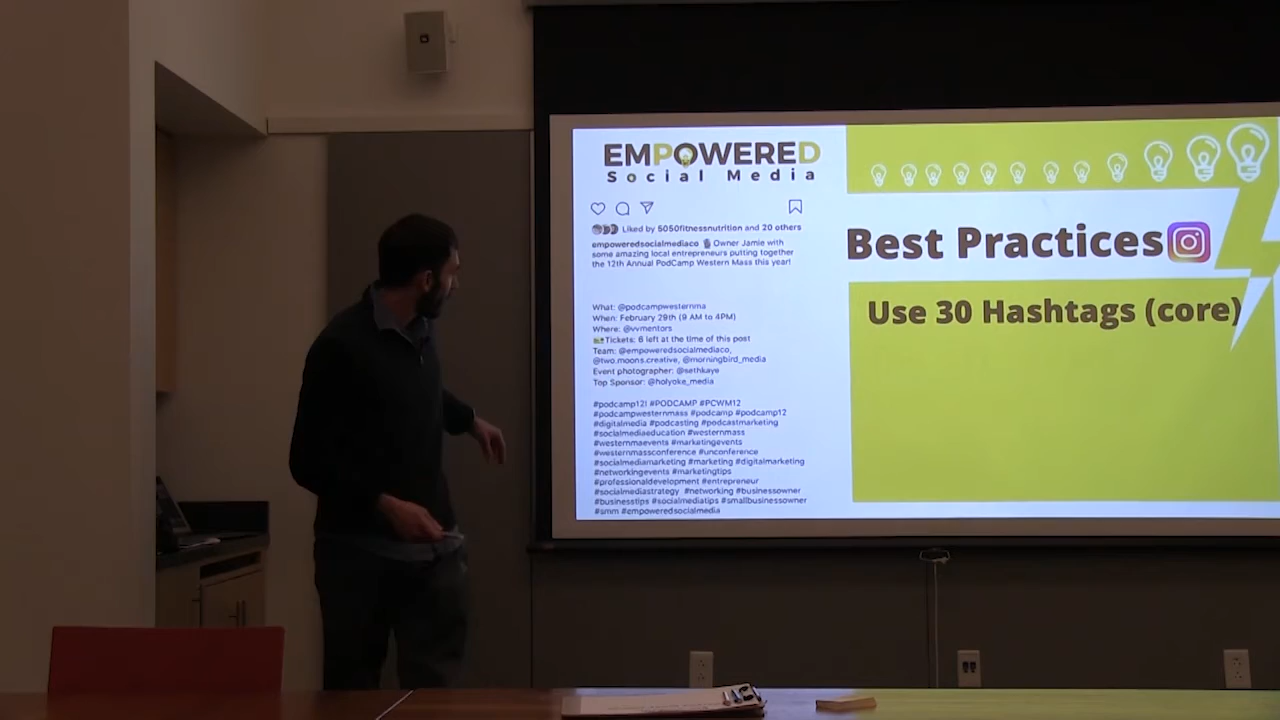 EMPOWERED
Social Media
Liked by 5050fitnessnutrition and 20 others
empoweredsocialmediaco Owner Jamie with
some amazing local entrepreneurs putting together
the 12th Annual PodCamp Western Mass this year!
What: @podcampwesternma
When: February 29th (9 AM to 4PM)
Where: @vvmentors
Tickets: 6 left at the time of this post
Team: @empoweredsocialmediaco,
@two.moons.creative, @morningbird_media
Event photographer: @sethkaye
Top Sponsor: @holyoke_media
#podcamp12! #PODCAMP #PCWM12
#podcampwesternmass #podcamp #podcamp12
#digitalmedia #podcasting #podcastmarketing
#socialmediaeducation #westernmass
#westernmaevents #marketingevents
#westernmassconference #unconference
#socialmediamarketing #marketing #digitalmarketing
#networkingevents #marketingtips
#professionaldevelopment #entrepreneur
#socialmediastrategy #networking #businessowner
#businesstips #socialmediatips #smallbusinessowner
#smm #empoweredsocialmedia
Best Practices
Use 30 Hashtags (core)